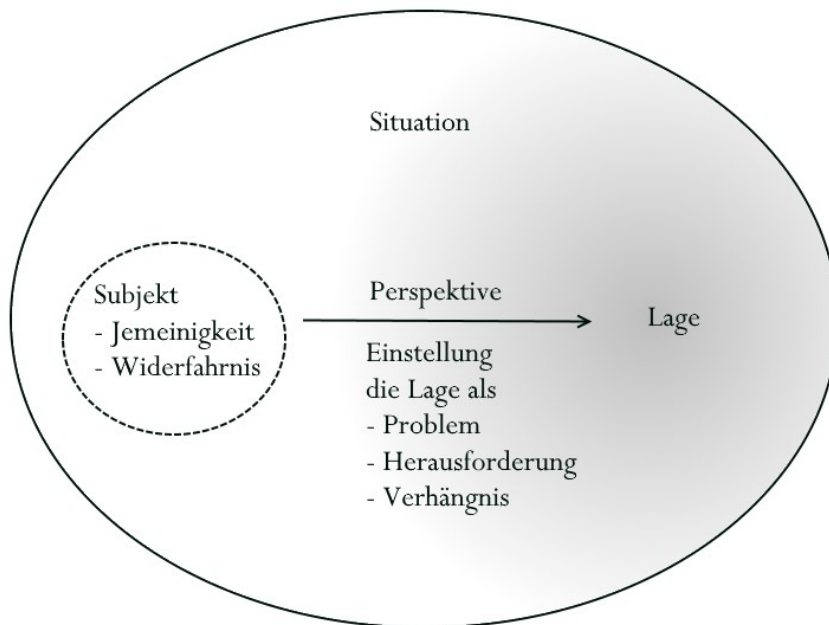 Situation
Subjekt
- Jemeinigkeit
- Widerfahrnis
Perspektive
Einstellung
die Lage als
- Problem
- Herausforderung
- Verhängnis
Lage